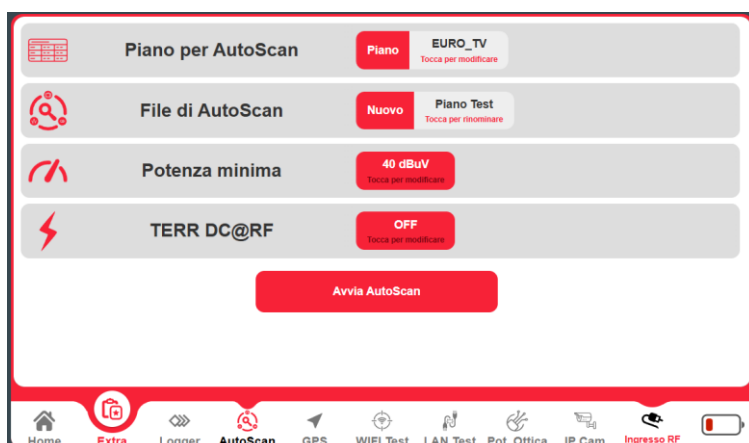 Piano per AutoScan
Piano
EURO_TV
Tocca per modificare
File di AutoScan
Nuovo
Piano Test
Tocca per rinominare
Potenza minima
40 dBuV
Tocca per modificare
TERR DC@RF
OFF
Tocca per modificare
Avvia AutoScan
Home Extra Logger AutoScan GPS WIFI Test LAN Test Pot. Ottica IP Cam Ingresso RF